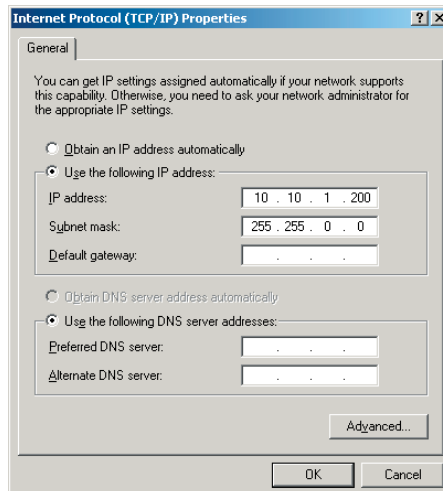 Internet Protocol (TCP/IP) Properties
General
You can get IP settings assigned automatically if your network supports
this capability. Otherwise, you need to ask your network administrator for
the appropriate IP settings.
Obtain an IP address automatically
Use the following IP address:
IP address: 10 . 10 . 1 . 200
Subnet mask: 255 . 255 . 0 . 0
Default gateway: . . .
Obtain DNS server address automatically
Use the following DNS server addresses:
Preferred DNS server: . . .
Alternate DNS server: . . .
Advanced...
OK Cancel